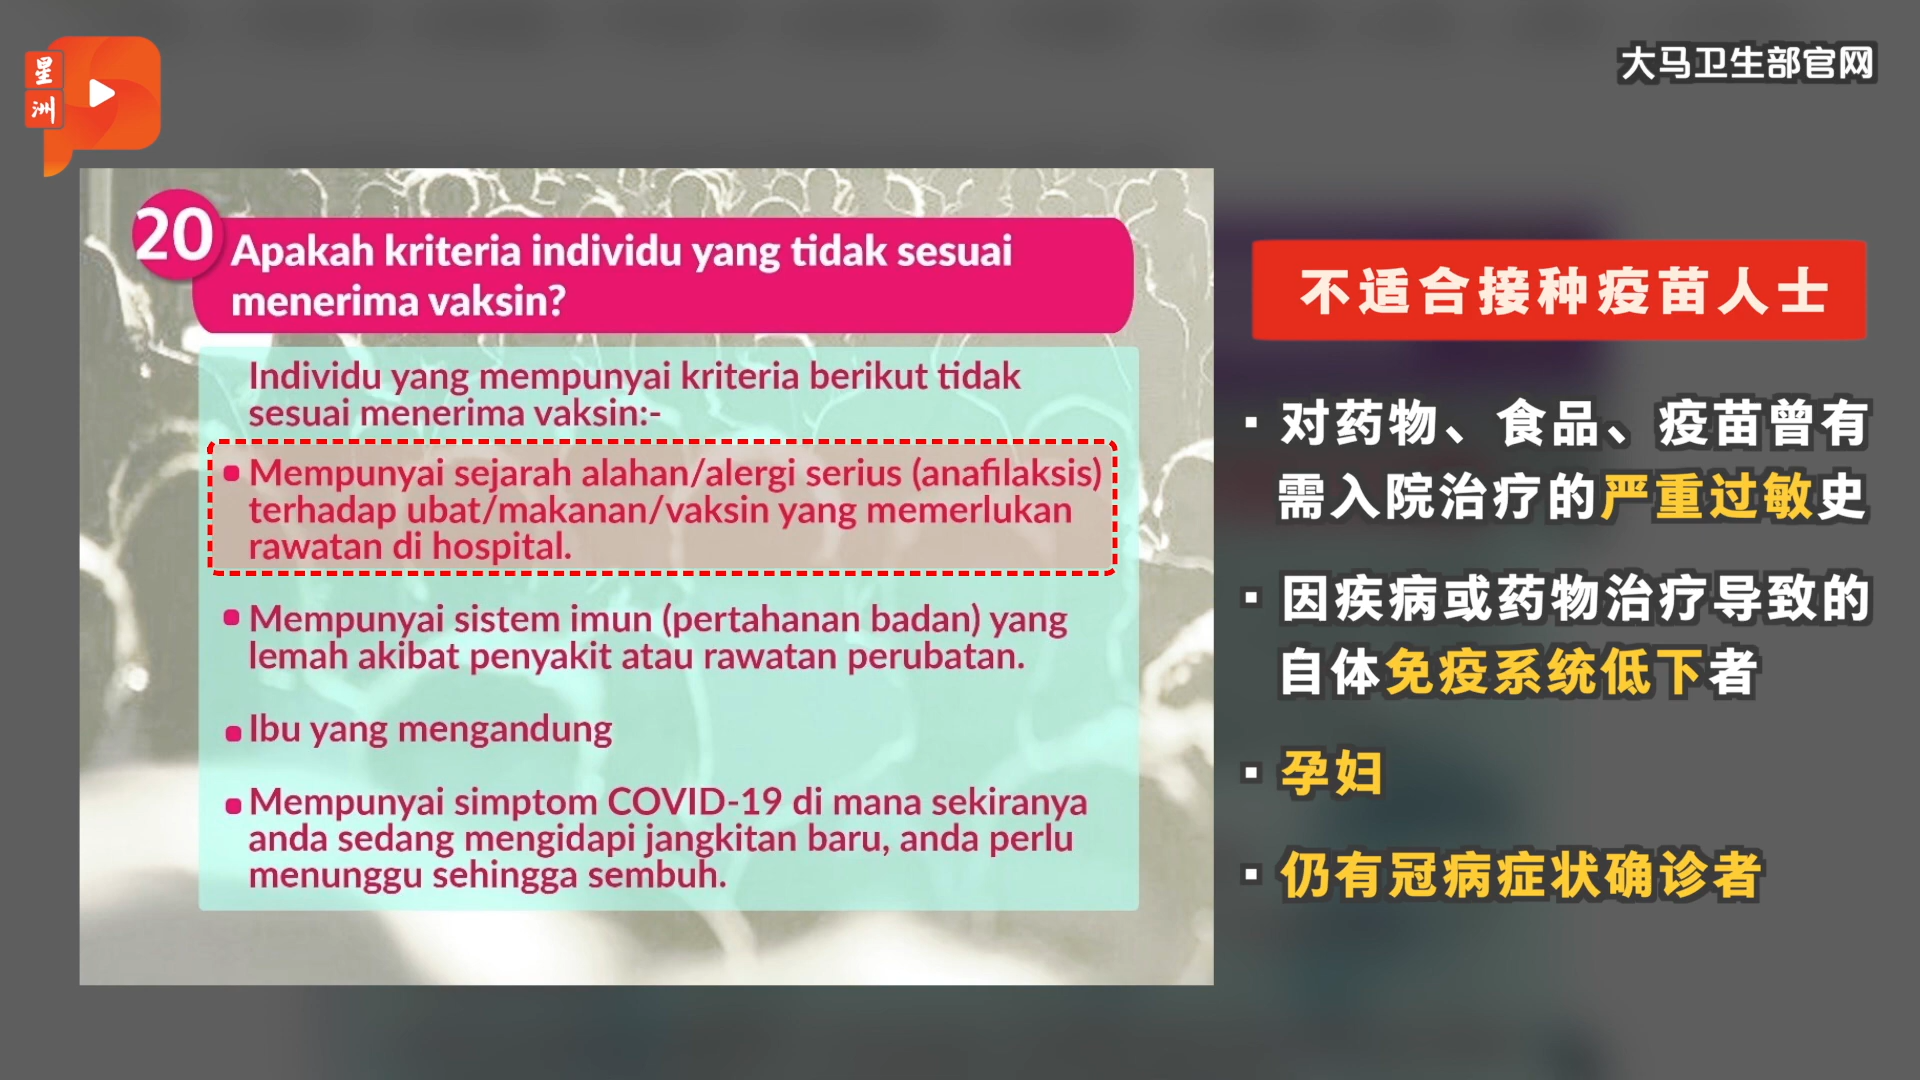 星
洲
大马卫生部官网
20
Apakah kriteria individu yang tidak sesuai
menerima vaksin?
Individu yang mempunyai kriteria berikut tidak
sesuai menerima vaksin:-
▪ Mempunyai sejarah alahan/alergi serius (anafilaksis)
terhadap ubat/makanan/vaksin yang memerlukan
rawatan di hospital.
▪ Mempunyai sistem imun (pertahanan badan) yang
lemah akibat penyakit atau rawatan perubatan.
▪ Ibu yang mengandung
▪ Mempunyai simptom COVID-19 di mana sekiranya
anda sedang mengidapi jangkitan baru, anda perlu
menunggu sehingga sembuh.
不适合接种疫苗人士
▪ 对药物、食品、疫苗曾有
需入院治疗的严重过敏史
▪ 因疾病或药物治疗导致的
自体免疫系统低下者
▪ 孕妇
▪ 仍有冠病症状确诊者